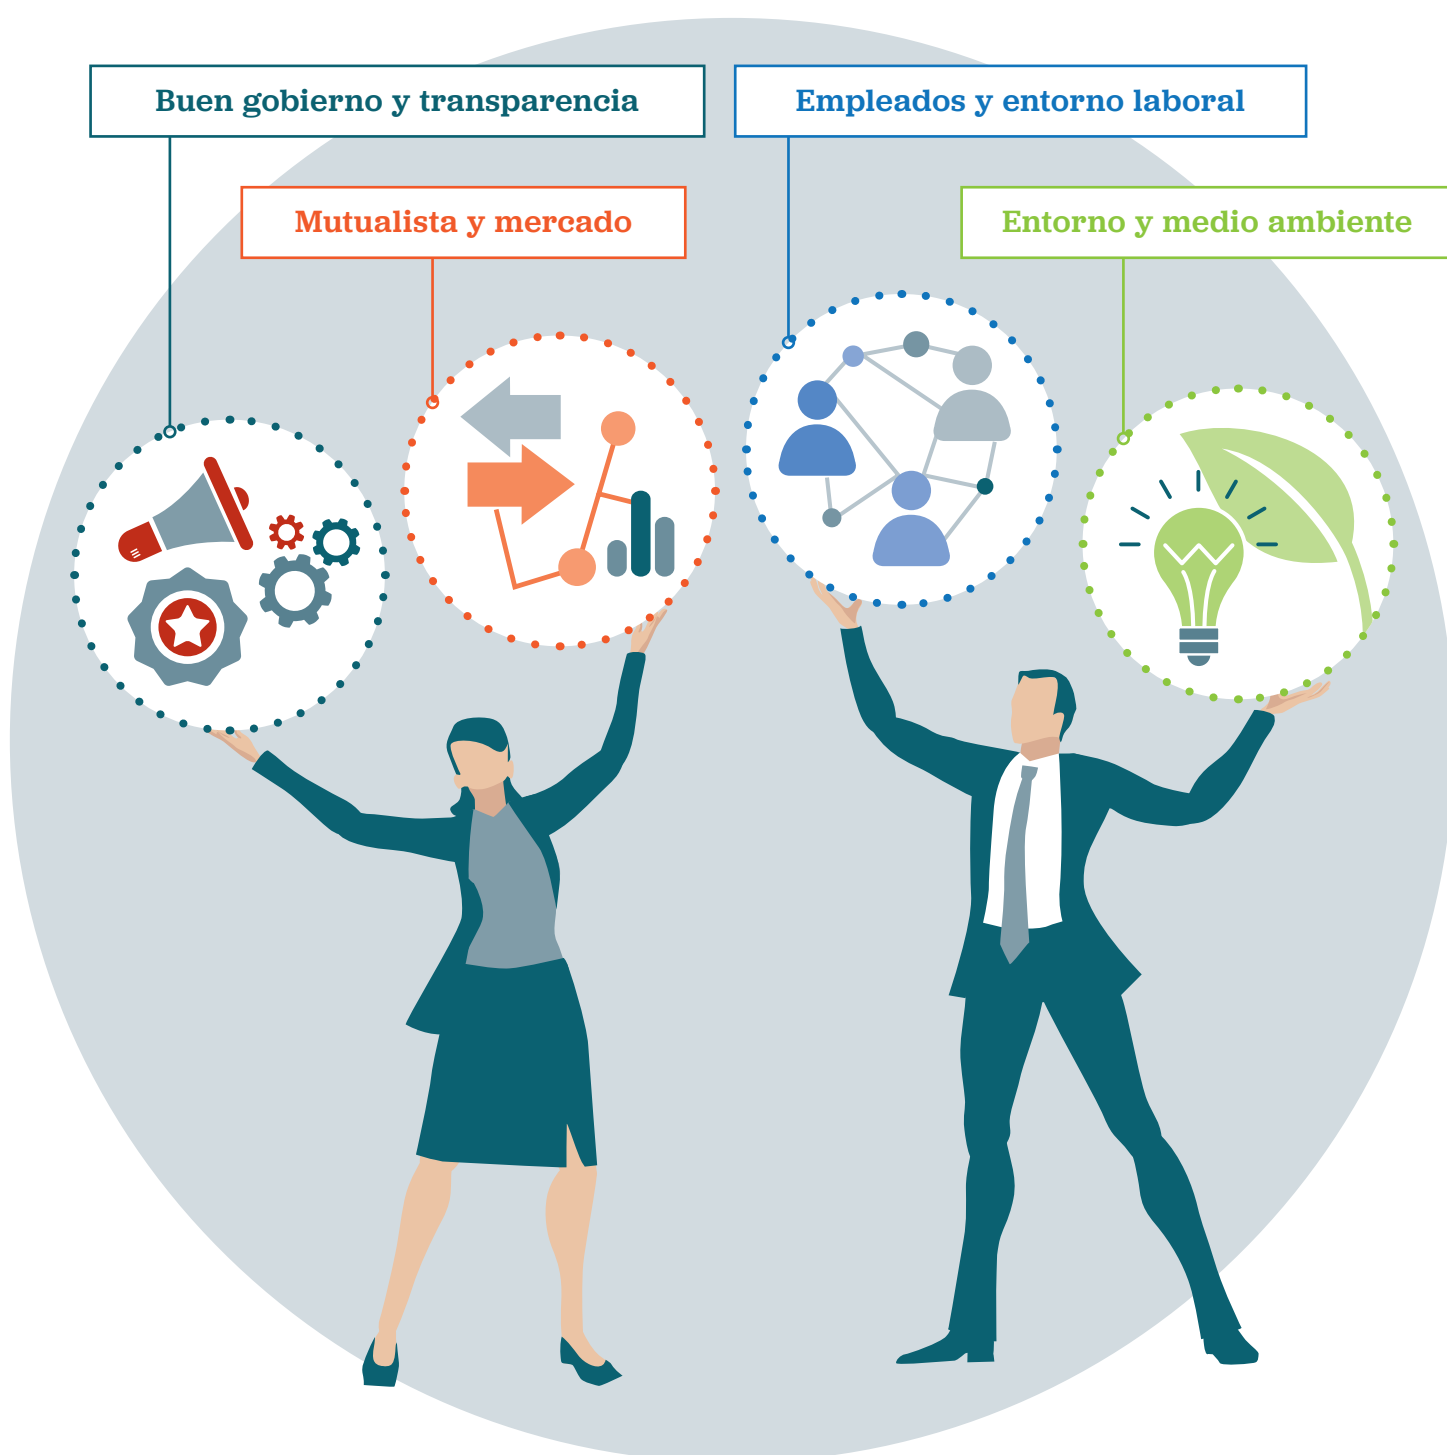 Buen gobierno y transparencia
Empleados y entorno laboral
Mutualista y mercado
Entorno y medio ambiente